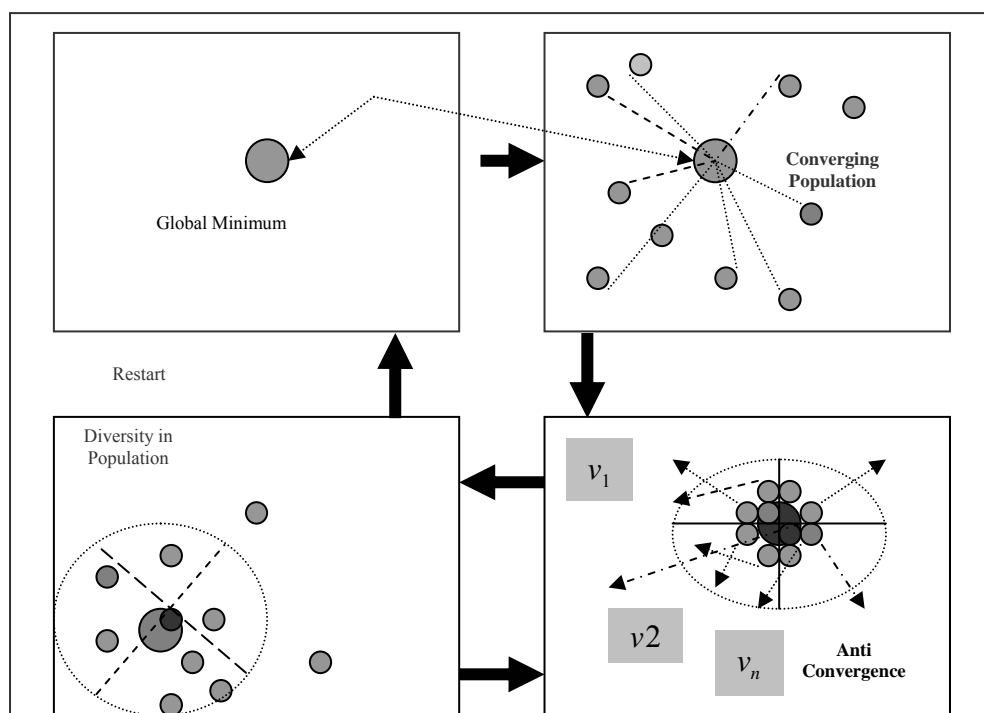 Global Minimum
Converging
Population
Restart
Diversity in
Population
v1
v2
vn
Anti
Convergence